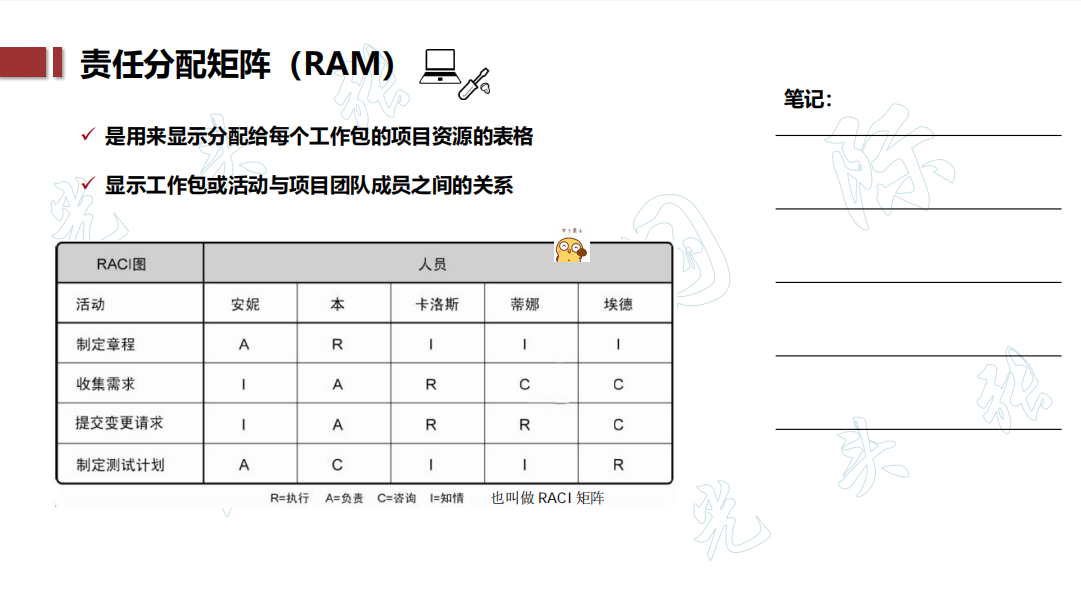 责任分配矩阵（RAM）
是用来显示分配给每个工作包的项目资源的表格
显示工作包或活动与项目团队成员之间的关系
RACI图 人员
活动 安妮 本 卡洛斯 蒂娜 埃德
制定章程 A R I I I
收集需求 I A R C C
提交变更请求 I A R R C
制定测试计划 A C I I R
R=执行 A=负责 C=咨询 I=知情 也叫做 RACI 矩阵
笔记：